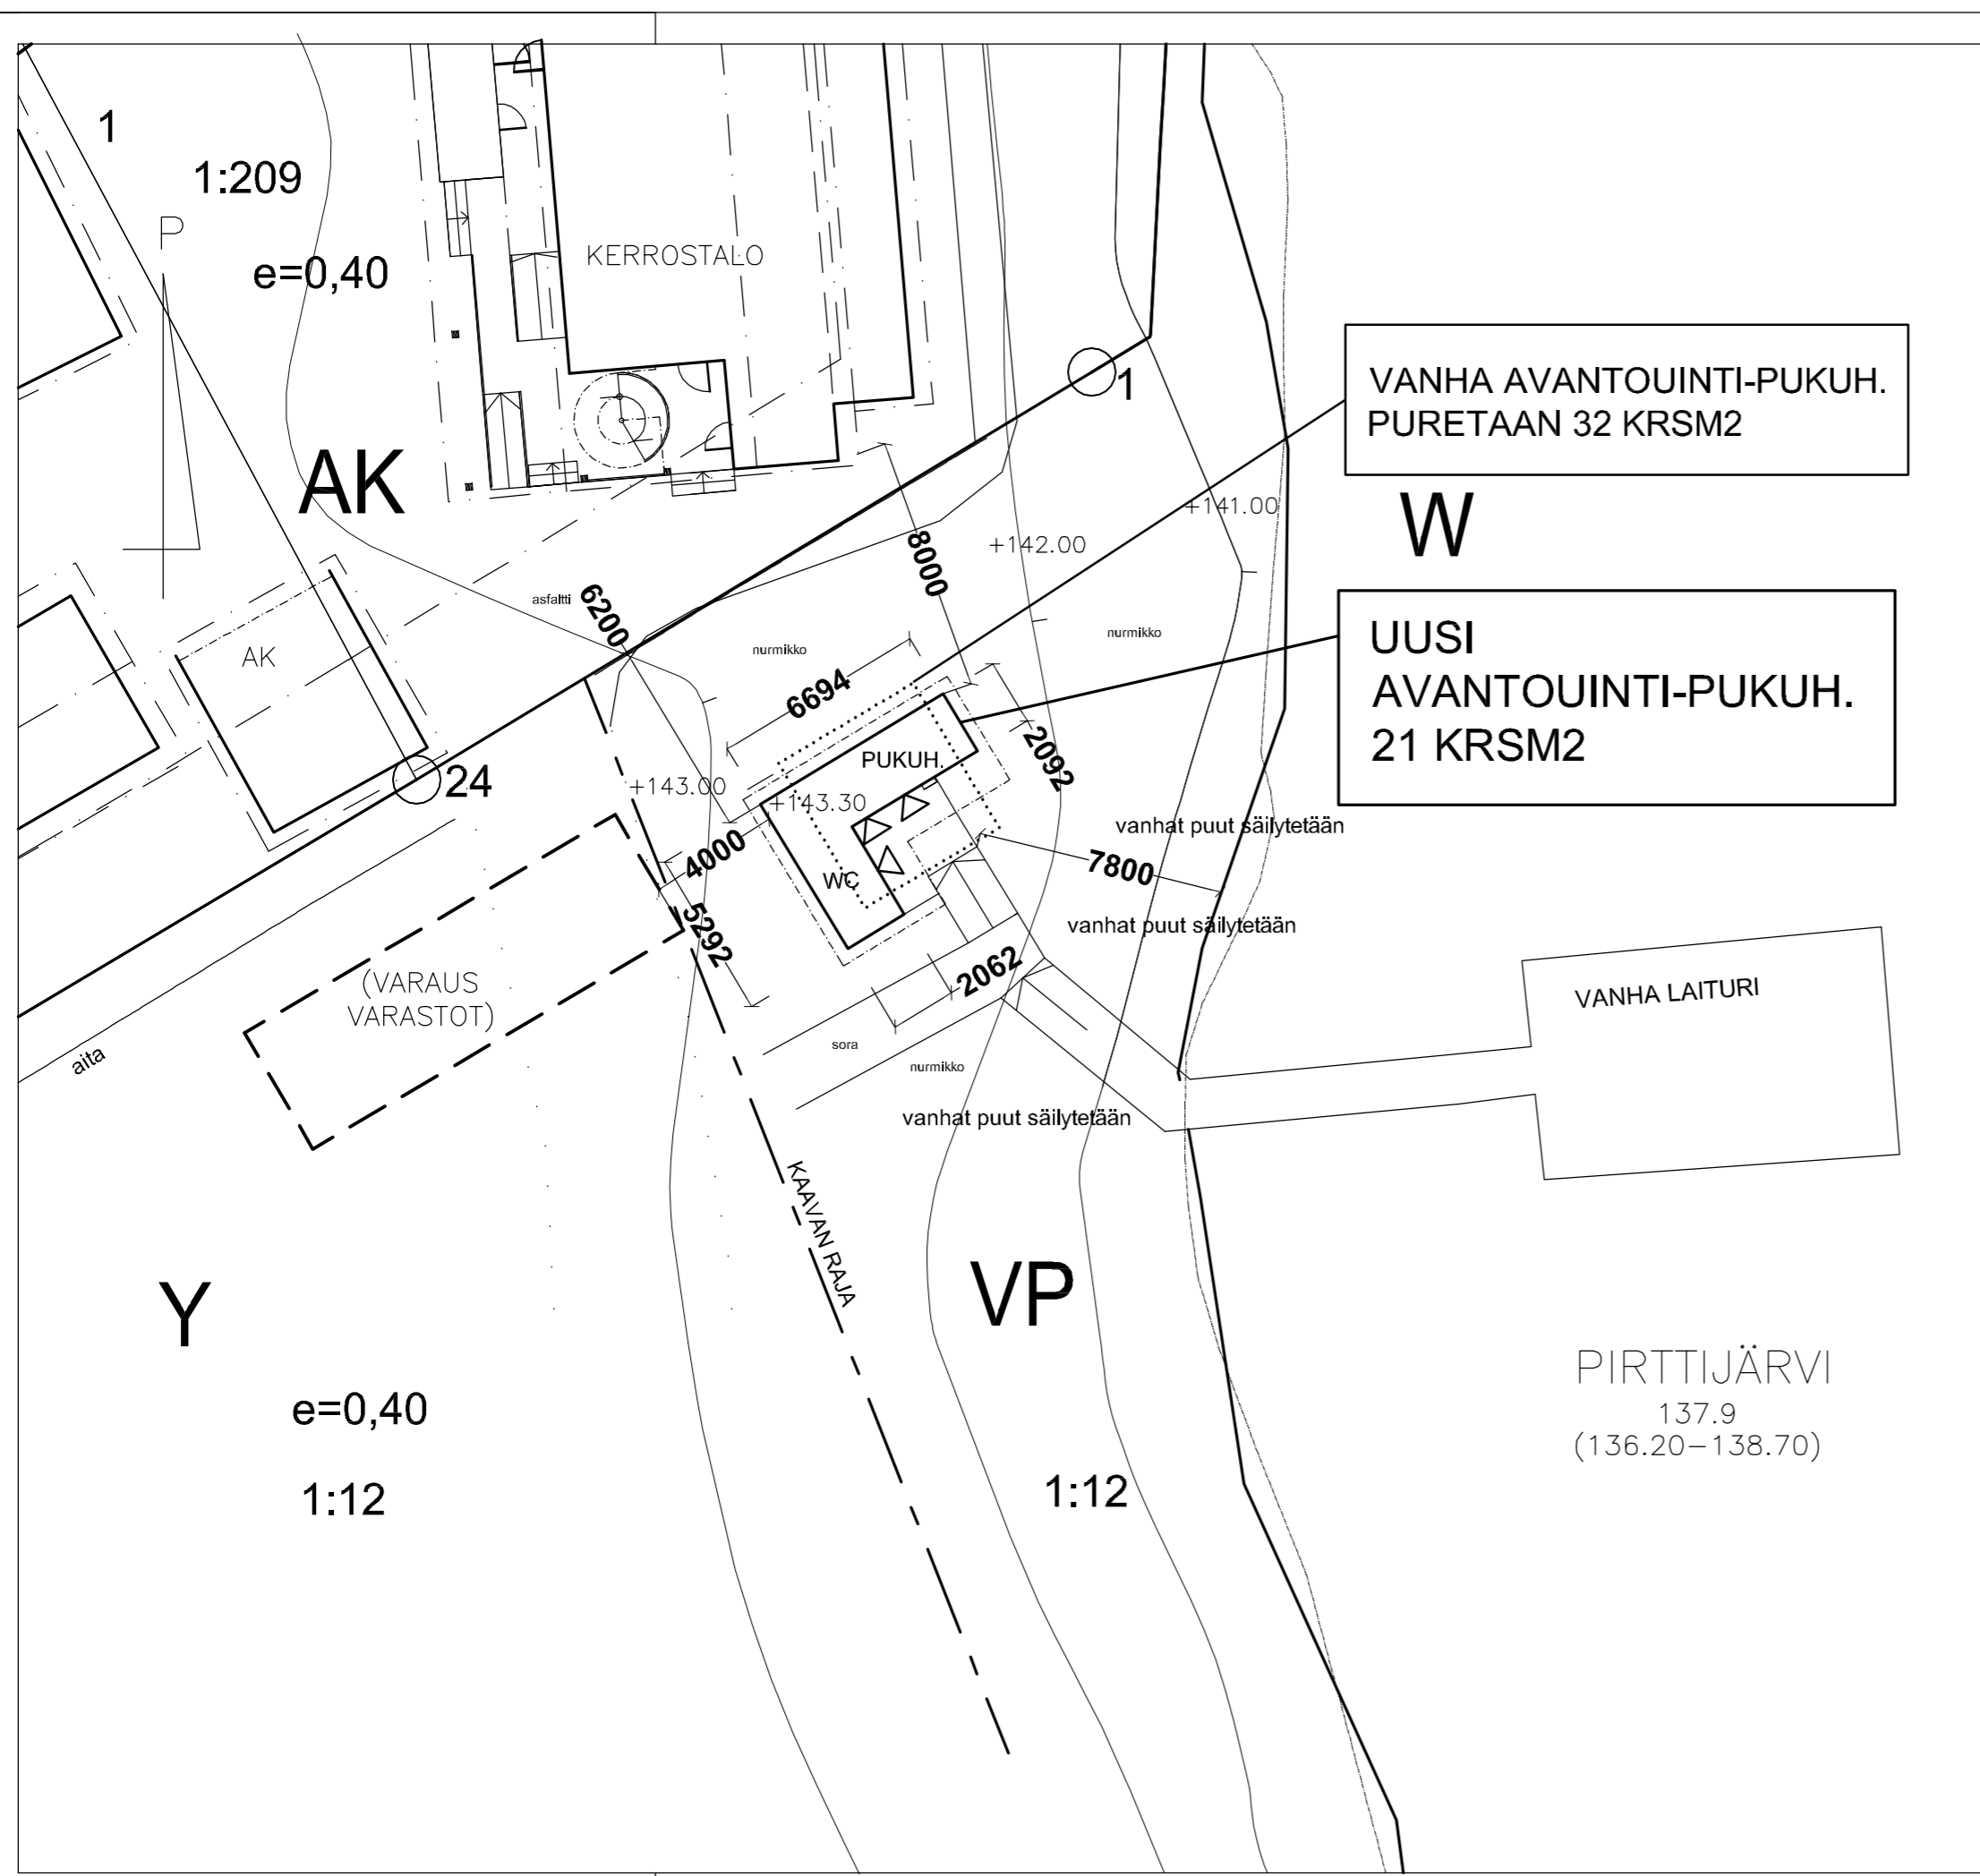 1
1:209
P
e=0,40
KERROSTALO
VANHA AVANTOUINTI-PUKUH.
PURETAAN 32 KRSM2
1
AK
W
+141.00
+142.00
8000
asfaltti
6200
nurmikko
nurmikko
UUSI
AVANTOUINTI-PUKUH.
21 KRSM2
AK
6694
2092
PUKUH.
24
+143.00
+143.30
vanhat puut säilytetään
4000
7800
WC
5292
vanhat puut säilytetään
(VARAUS
VARASTOT)
2062
VANHA LAITURI
aita
sora
nurmikko
vanhat puut säilytetään
KAAVAN RAJA
Y
VP
PIRTTIJÄRVI
137.9
(136.20-138.70)
e=0,40
1:12
1:12